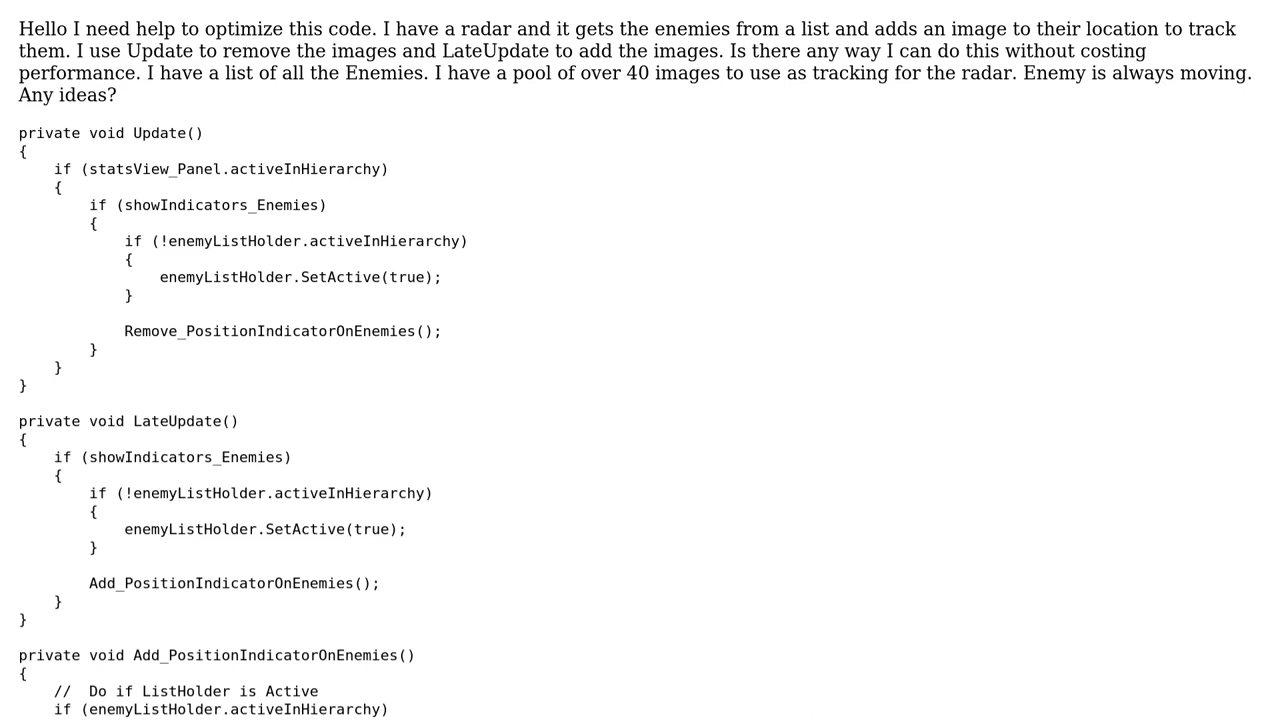 Hello I need help to optimize this code. I have a radar and it gets the enemies from a list and adds an image to their location to track
them. I use Update to remove the images and LateUpdate to add the images. Is there any way I can do this without costing
performance. I have a list of all the Enemies. I have a pool of over 40 images to use as tracking for the radar. Enemy is always moving.
Any ideas?
private void Update()
{
    if (statsView_Panel.activeInHierarchy)
    {
        if (showIndicators_Enemies)
        {
            if (!enemyListHolder.activeInHierarchy)
            {
                enemyListHolder.SetActive(true);
            }

            Remove_PositionIndicatorOnEnemies();
        }
    }
}

private void LateUpdate()
{
    if (showIndicators_Enemies)
    {
        if (!enemyListHolder.activeInHierarchy)
        {
            enemyListHolder.SetActive(true);
        }

        Add_PositionIndicatorOnEnemies();
    }
}

private void Add_PositionIndicatorOnEnemies()
{
    //  Do if ListHolder is Active
    if (enemyListHolder.activeInHierarchy)